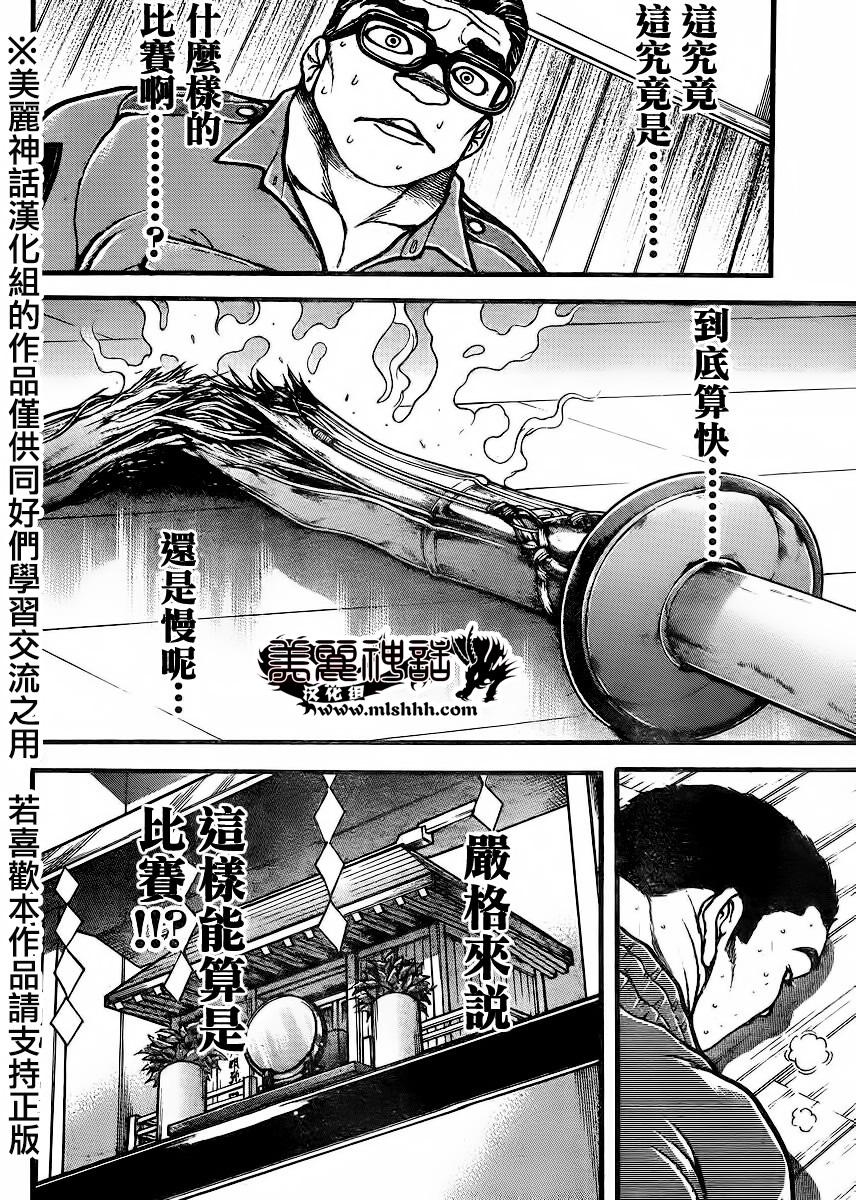 這究竟
這究竟是………
什麼樣的
比賽啊…………?
到底算快………
還是慢呢…
美麗神話
汉化组
www.mlshhh.com
嚴格來說
這樣能算是
比賽!!?
※美麗神話漢化組的作品僅供同好們學習交流之用
若喜歡本作品請支持正版